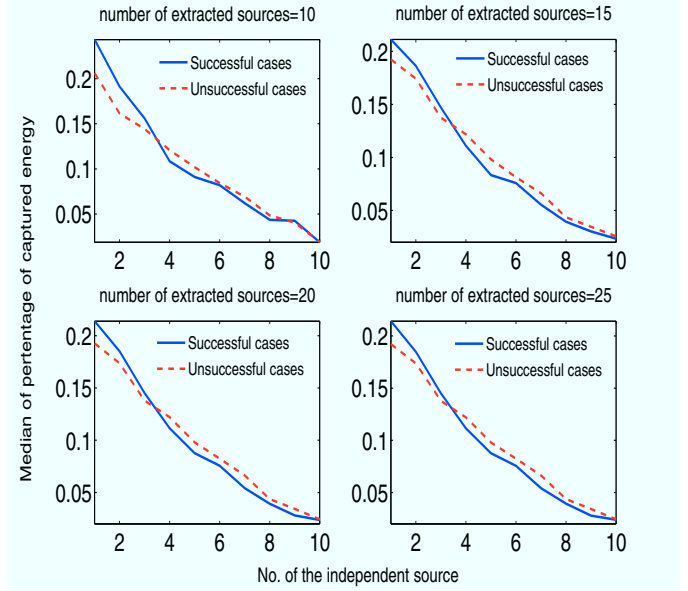 number of extracted sources=10
number of extracted sources=15
Successful cases
Unsuccessful cases
Successful cases
Unsuccessful cases
0.2
0.15
0.1
0.05
2 4 6 8 10
0.2
0.15
0.1
0.05
2 4 6 8 10
Median of pertentage of captured energy
number of extracted sources=20
number of extracted sources=25
Successful cases
Unsuccessful cases
Successful cases
Unsuccessful cases
0.2
0.15
0.1
0.05
2 4 6 8 10
0.2
0.15
0.1
0.05
2 4 6 8 10
No. of the independent source